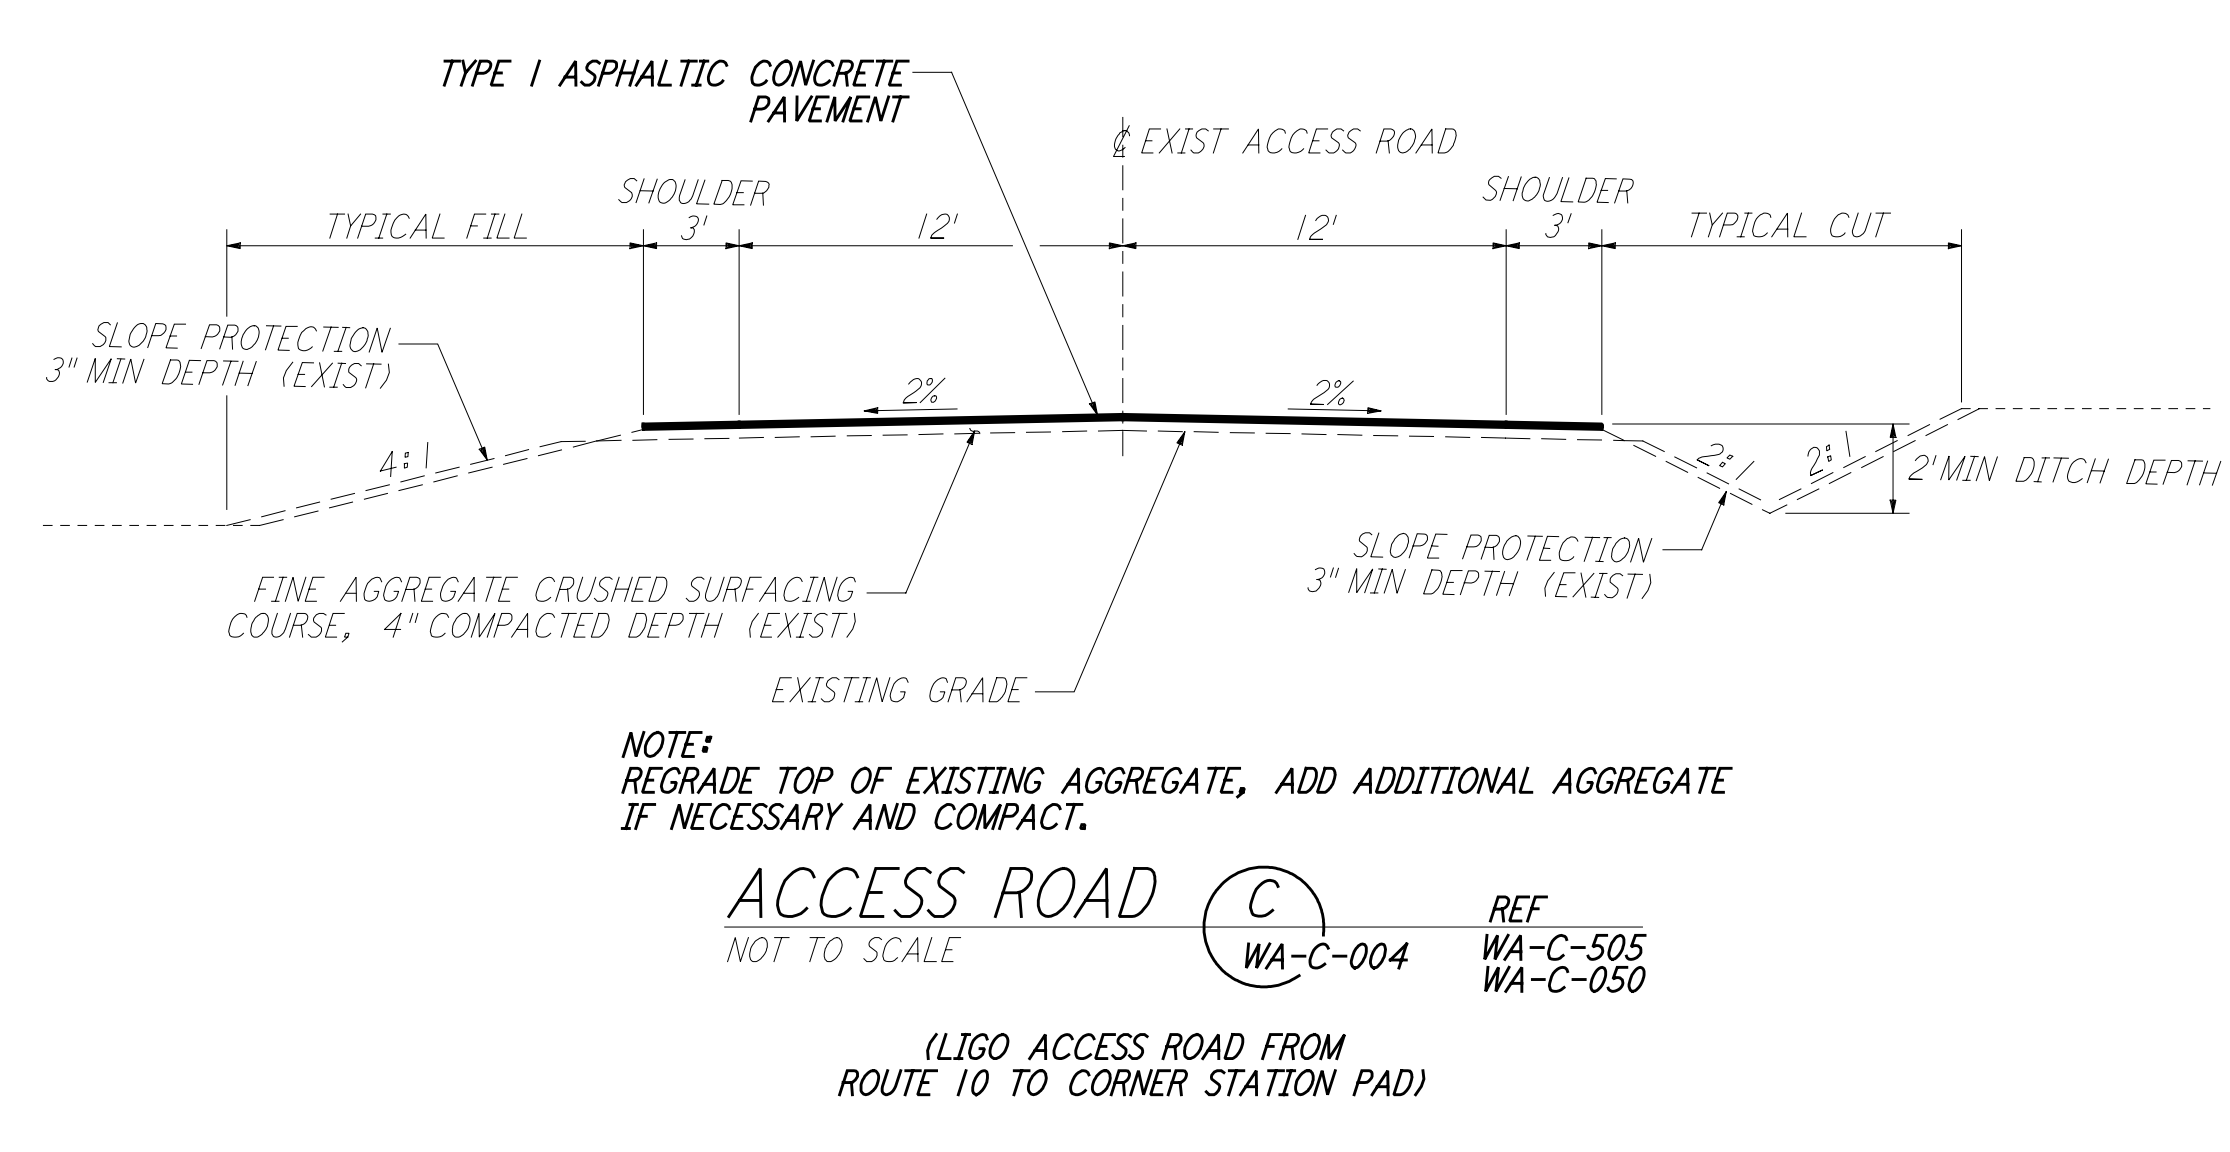 TYPE 1 ASPHALTIC CONCRETE
PAVEMENT
℄ EXIST ACCESS ROAD
SHOULDER
SHOULDER
TYPICAL FILL
3'
12'
12'
3'
TYPICAL CUT
SLOPE PROTECTION
3" MIN DEPTH (EXIST)
2%
2%
4:1
2:1
2:1
2' MIN DITCH DEPTH
SLOPE PROTECTION
3" MIN DEPTH (EXIST)
FINE AGGREGATE CRUSHED SURFACING
COURSE, 4" COMPACTED DEPTH (EXIST)
EXISTING GRADE
NOTE:
REGRADE TOP OF EXISTING AGGREGATE, ADD ADDITIONAL AGGREGATE
IF NECESSARY AND COMPACT.
ACCESS ROAD
C
REF
NOT TO SCALE
WA-C-004
WA-C-505
WA-C-050
(LIGO ACCESS ROAD FROM
ROUTE 10 TO CORNER STATION PAD)